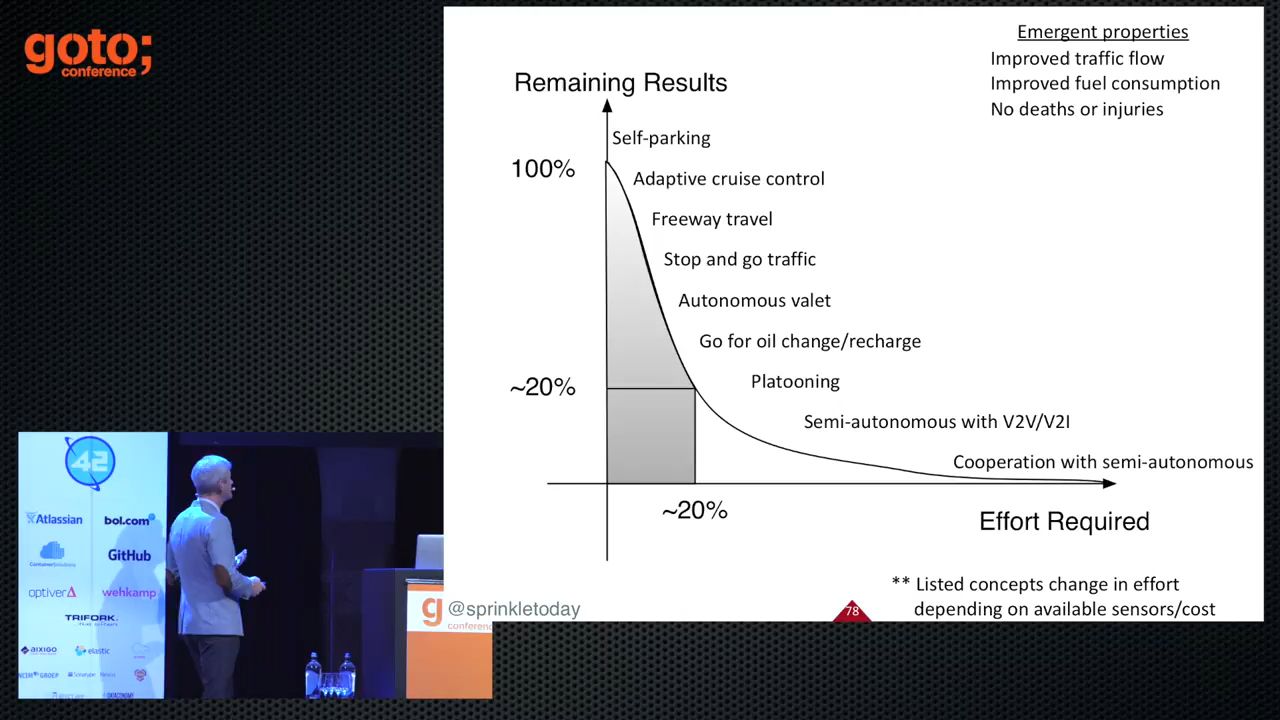 goto;
conference
Emergent properties
Improved traffic flow
Improved fuel consumption
No deaths or injuries
Remaining Results
Self-parking
100%
Adaptive cruise control
Freeway travel
Stop and go traffic
Autonomous valet
Go for oil change/recharge
~20%
Platooning
Semi-autonomous with V2V/V2I
Cooperation with semi-autonomous
~20%
Effort Required
** Listed concepts change in effort
depending on available sensors/cost
78
@sprinkletoday
g
conferenc
42
Atlassian
bol.com
ContainerSolutions
GitHub
optiver
wehkamp
TRIFORK.
aixigo
elastic